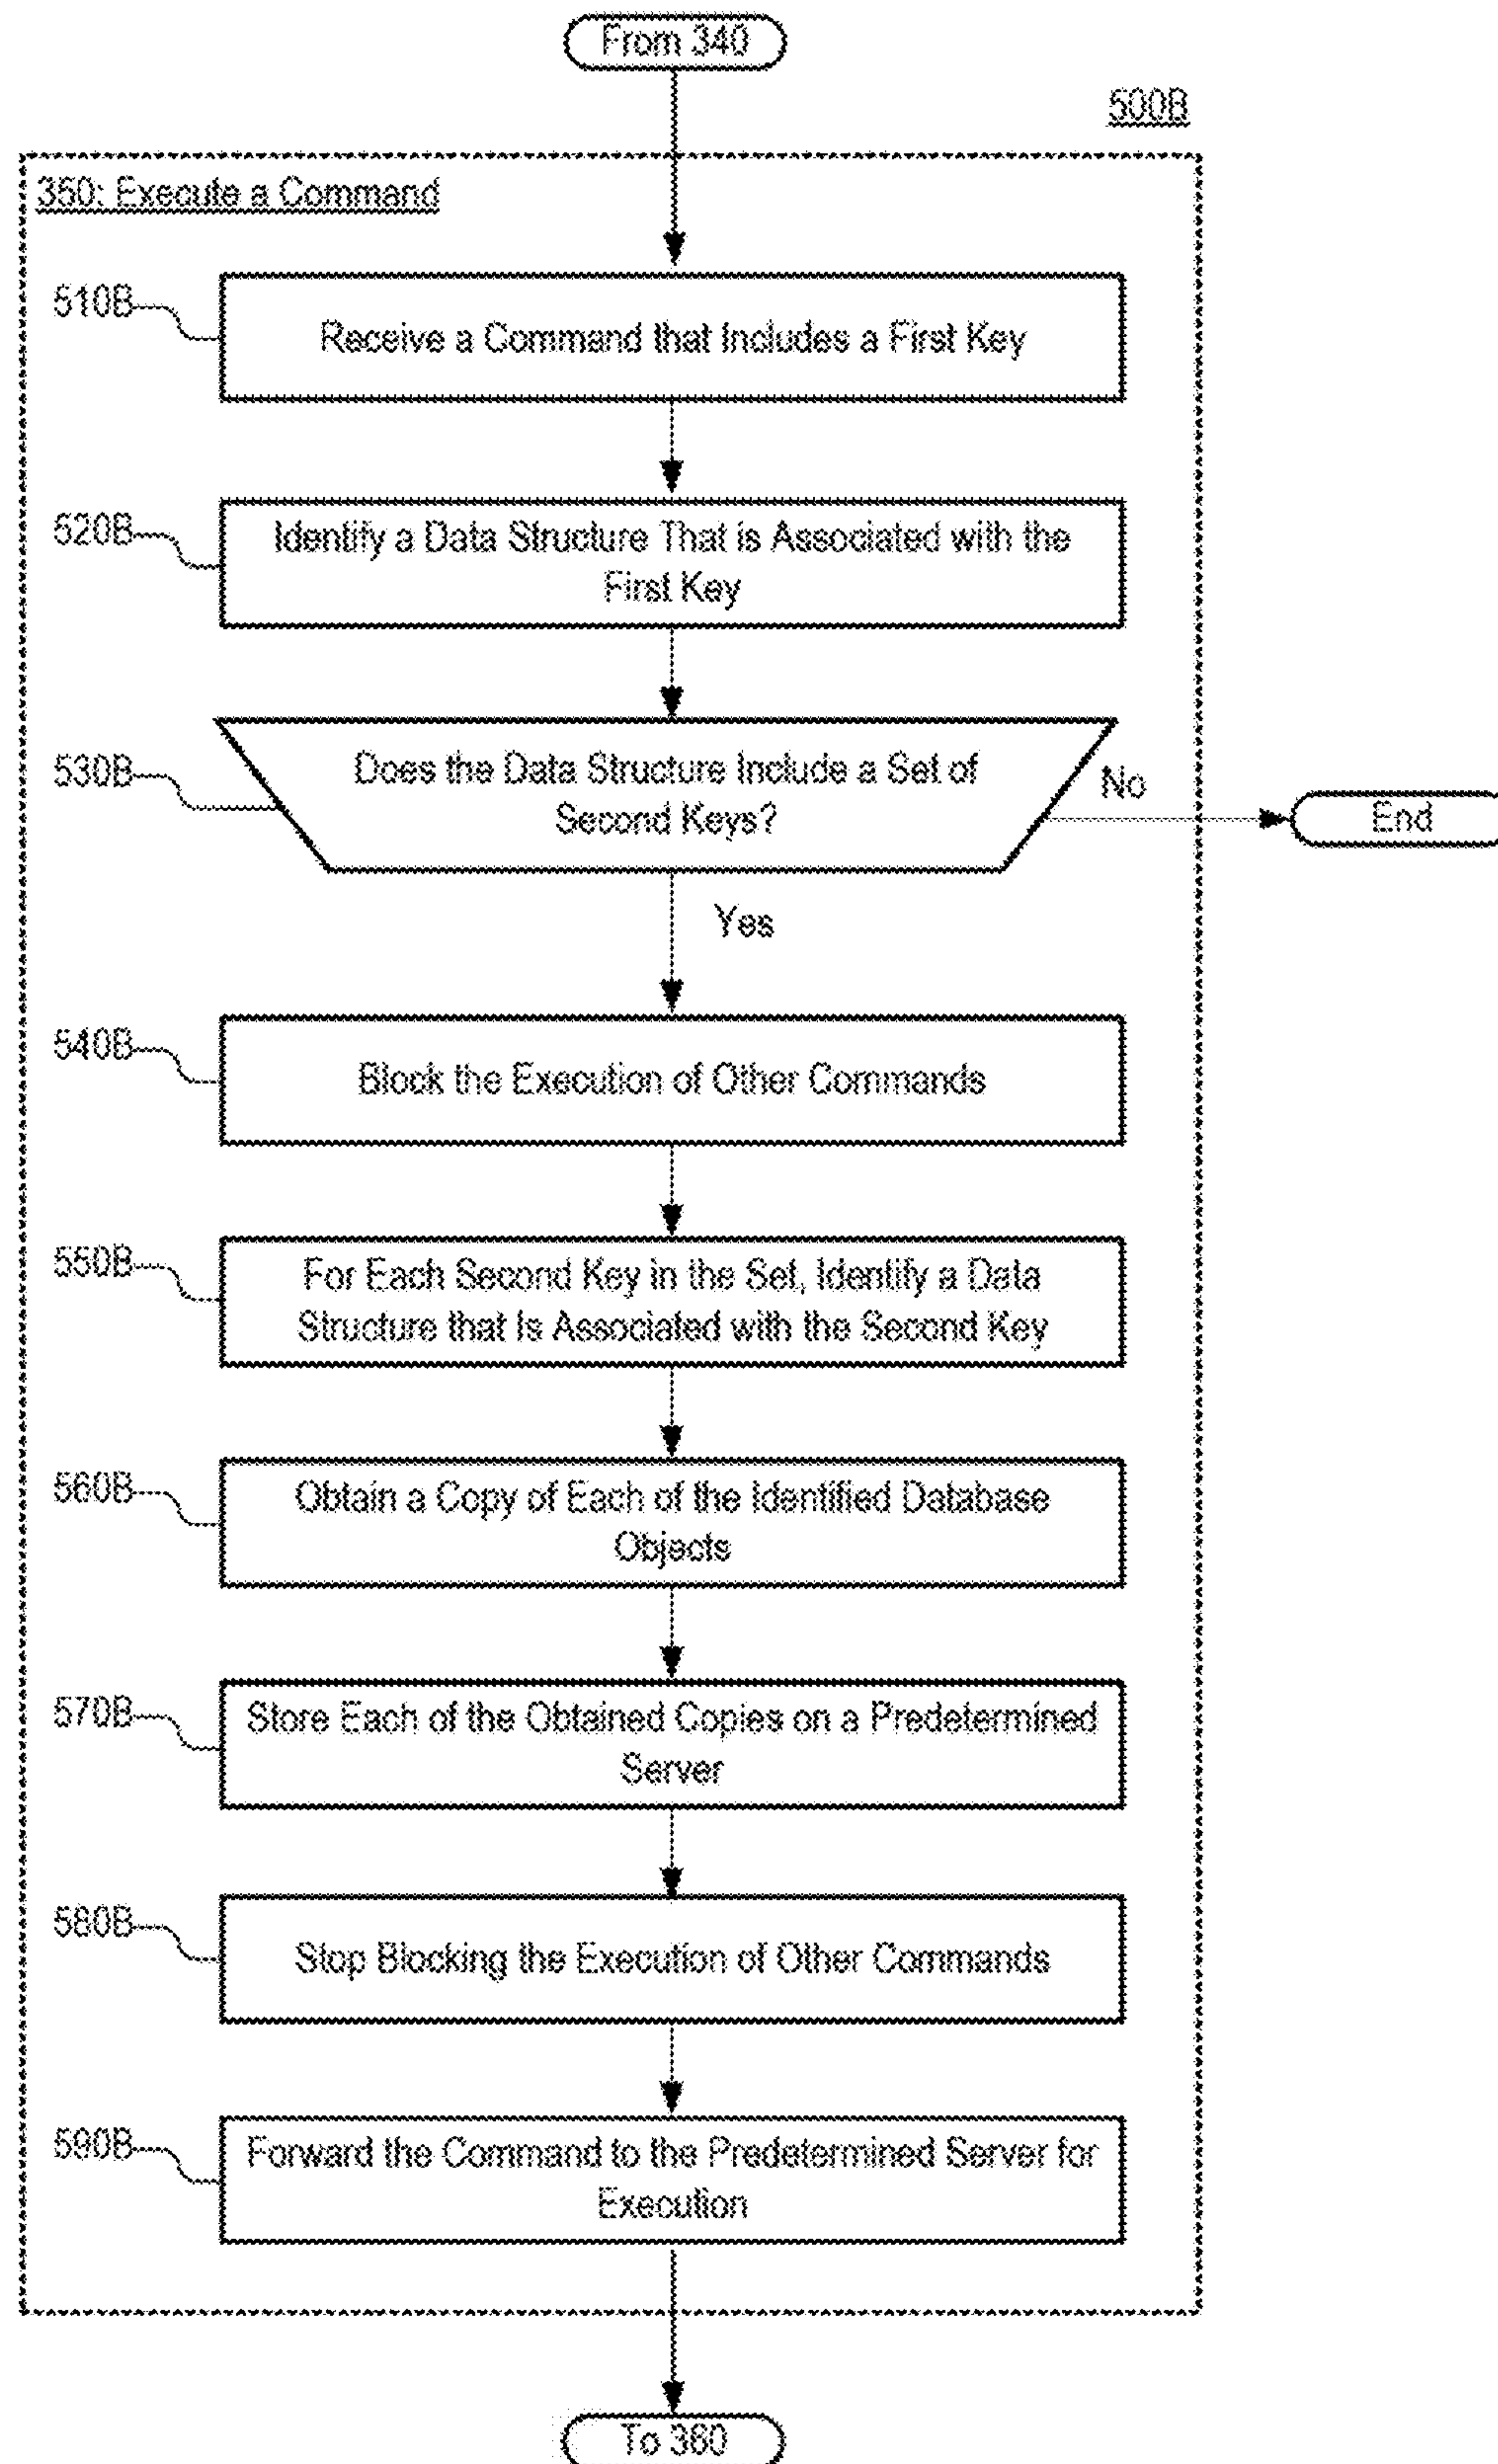 From 340
500B
350: Execute a Command
510B
Receive a Command that Includes a First Key
520B
Identify a Data Structure That is Associated with the
First Key
530B
Does the Data Structure Include a Set of
Second Keys?
No
End
Yes
540B
Block the Execution of Other Commands
550B
For Each Second Key in the Set, Identify a Data
Structure that Is Associated with the Second Key
560B
Obtain a Copy of Each of the Identified Database
Objects
570B
Store Each of the Obtained Copies on a Predetermined
Server
580B
Stop Blocking the Execution of Other Commands
590B
Forward the Command to the Predetermined Server for
Execution
To 360